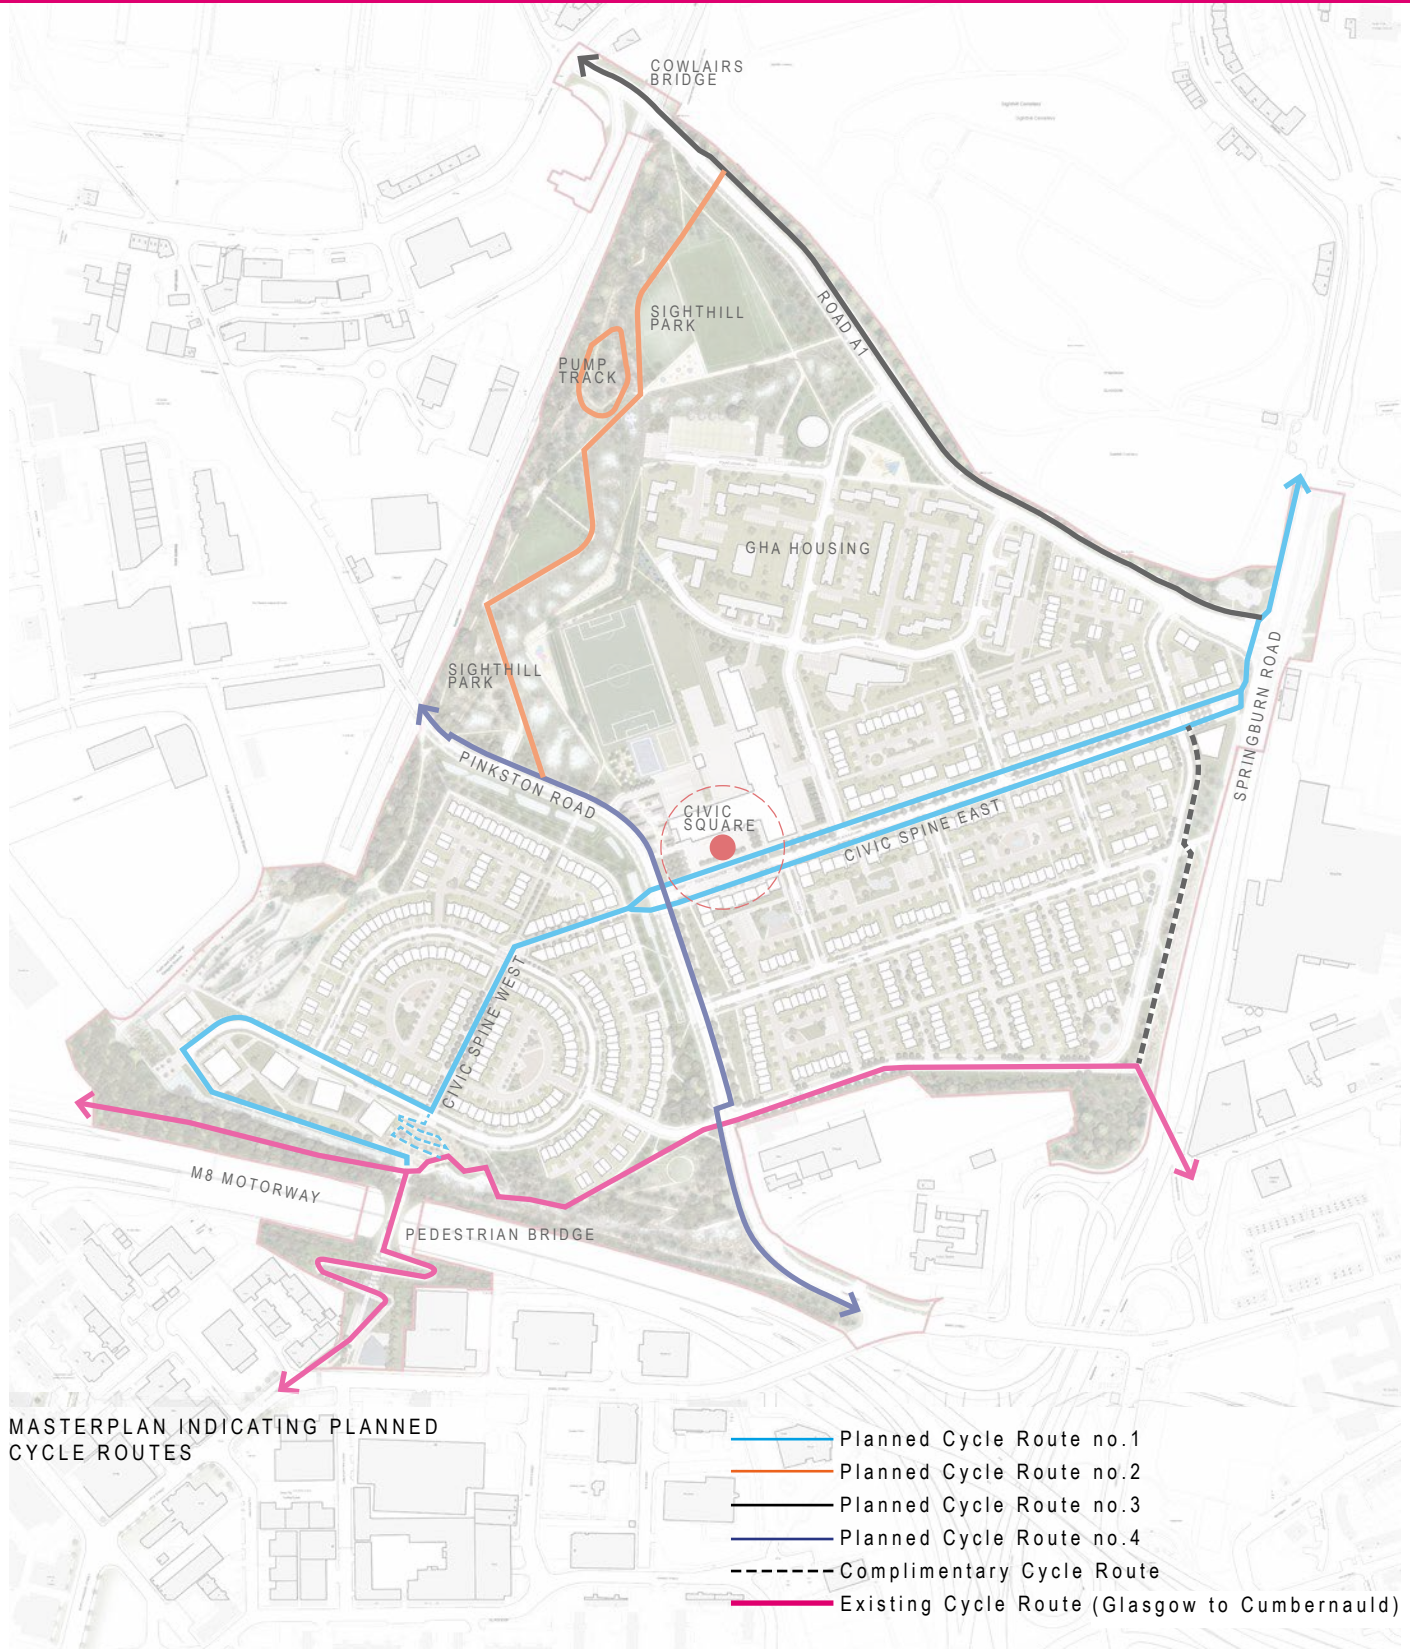 COWLAIRS
BRIDGE
ROAD A1
SIGHTHILL
PARK
PUMP
TRACK
GHA HOUSING
SIGHTHILL
PARK
SPRINGBURN ROAD
PINKSTON ROAD
CIVIC
SQUARE
CIVIC SPINE EAST
CIVIC SPINE WEST
M8 MOTORWAY
PEDESTRIAN BRIDGE
MASTERPLAN INDICATING PLANNED
CYCLE ROUTES
Planned Cycle Route no.1
Planned Cycle Route no.2
Planned Cycle Route no.3
Planned Cycle Route no.4
Complimentary Cycle Route
Existing Cycle Route (Glasgow to Cumbernauld)